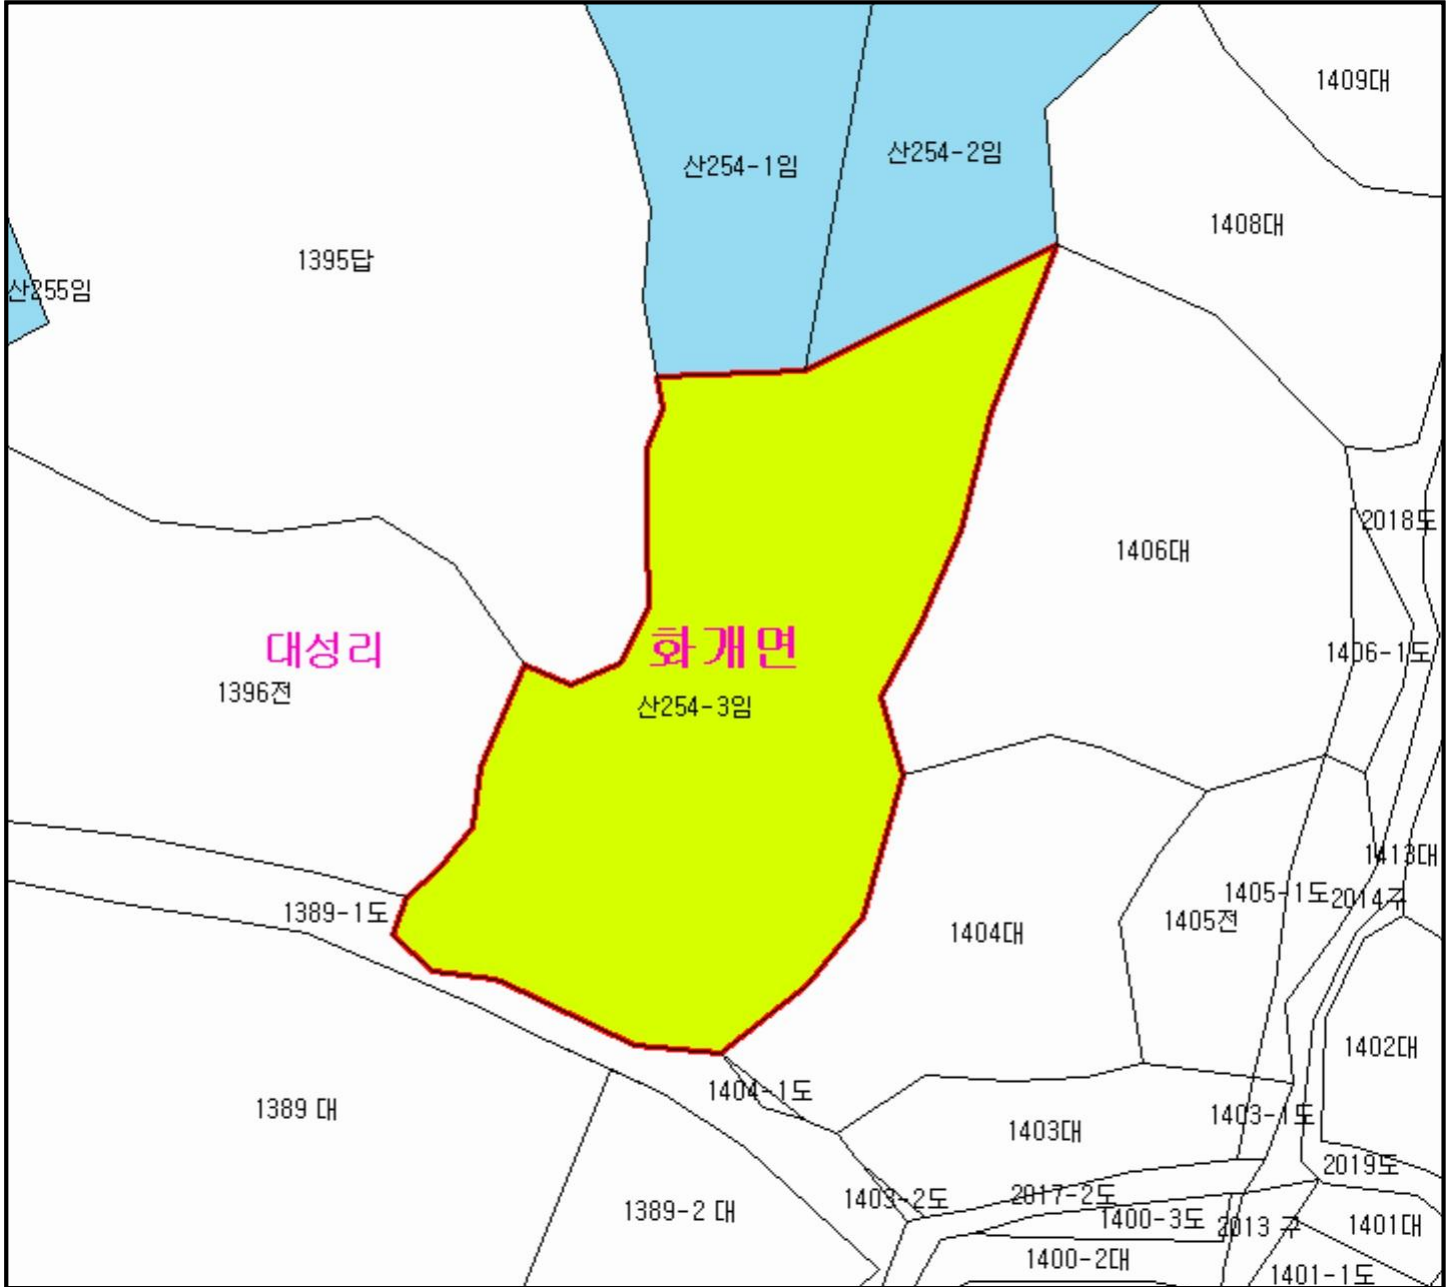 1409대
산254-1임
산254-2임
1408대
1395답
산255임
2018도
1406대
대성리
화개면
1406-1도
1396전
산254-3임
1413대
1405-1도
2014구
1389-1도
1405전
1404대
1402대
1404-1도
1389 대
1403-1도
1403대
2019도
1403-2도
2017-2도
1389-2 대
1400-3도
2013 구
1401대
1400-2대
1401-1도